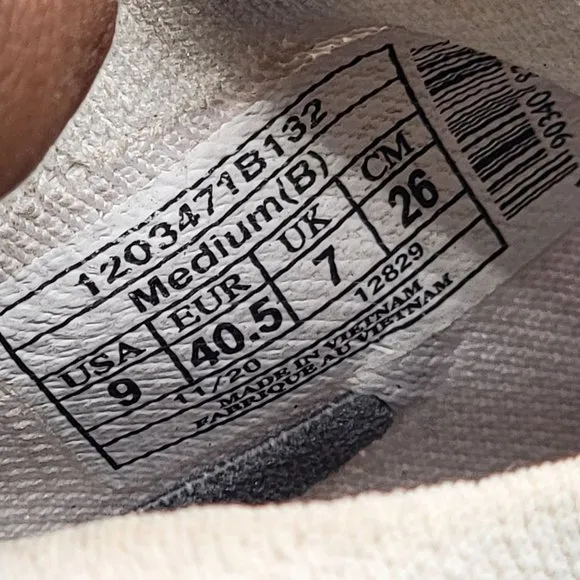 1203471B132
Medium(B)
USA EUR UK CM
9 40.5 7 26
11/20 12829
MADE IN VIETNAM
FABRIQUE AU VIETNAM